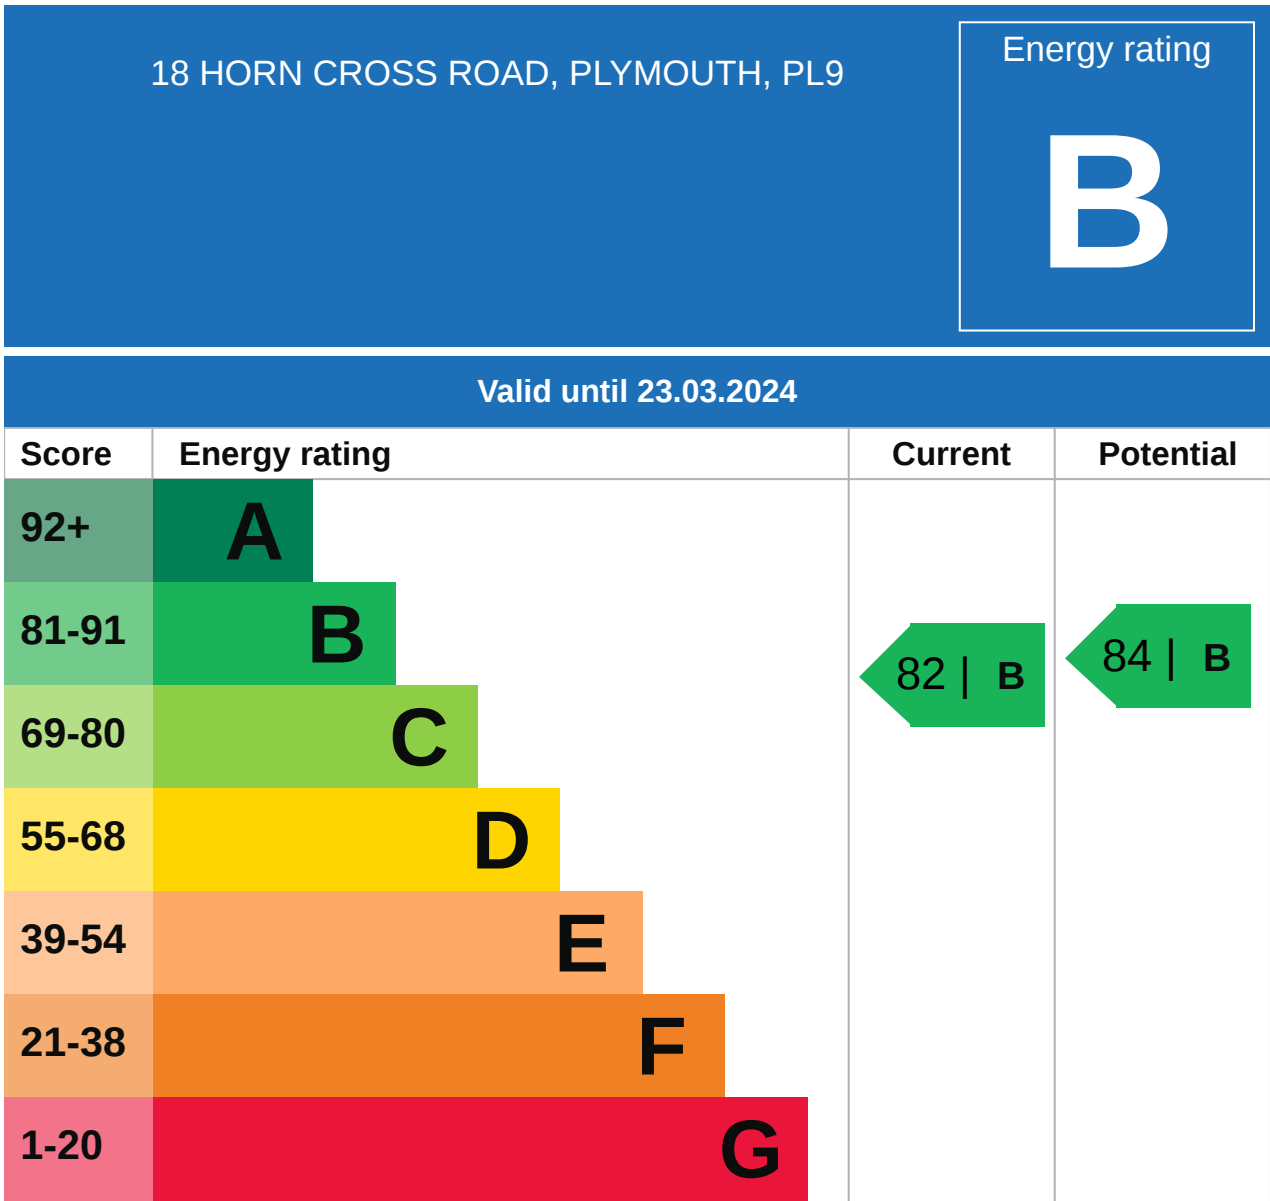 18 HORN CROSS ROAD, PLYMOUTH, PL9
Energy rating
B
Valid until 23.03.2024
Score Energy rating Current Potential
92+ A
81-91 B
82 | B 84 | B
69-80 C
55-68 D
39-54 E
21-38 F
1-20 G